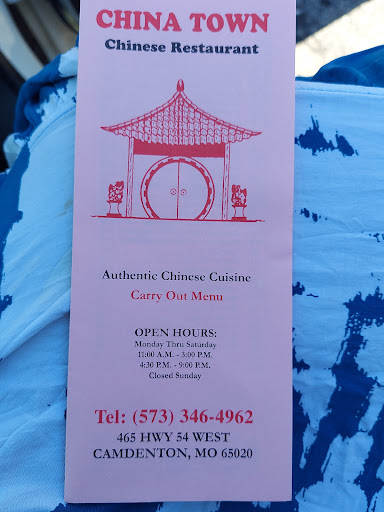 CHINA TOWN
Chinese Restaurant
Authentic Chinese Cuisine
Carry Out Menu
OPEN HOURS:
Monday Thru Saturday
11:00 A.M. - 3:00 P.M.
4:30 P.M. - 9:00 P.M.
Closed Sunday
Tel: (573) 346-4962
465 HWY 54 WEST
CAMDENTON, MO 65020